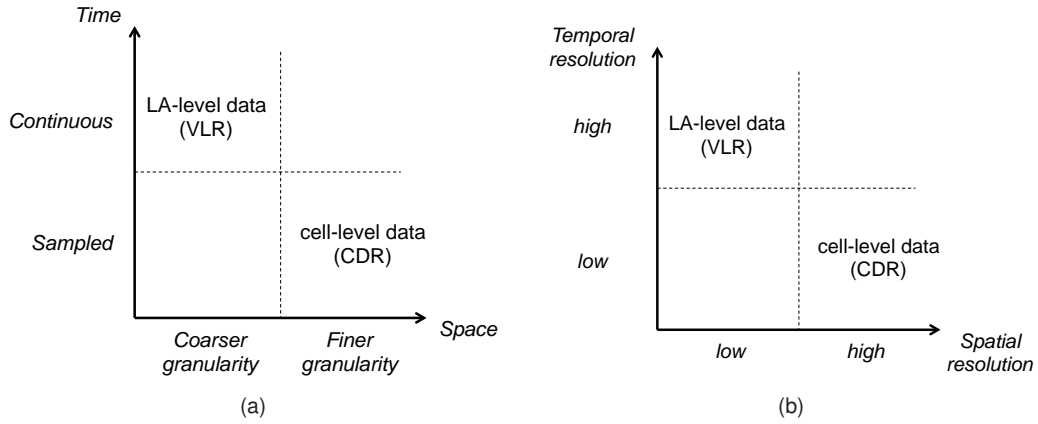 Time
Continuous
LA-level data
(VLR)
Sampled
cell-level data
(CDR)
Space
Coarser
granularity
Finer
granularity
(a)
Temporal
resolution
high
LA-level data
(VLR)
low
cell-level data
(CDR)
low
high
Spatial
resolution
(b)